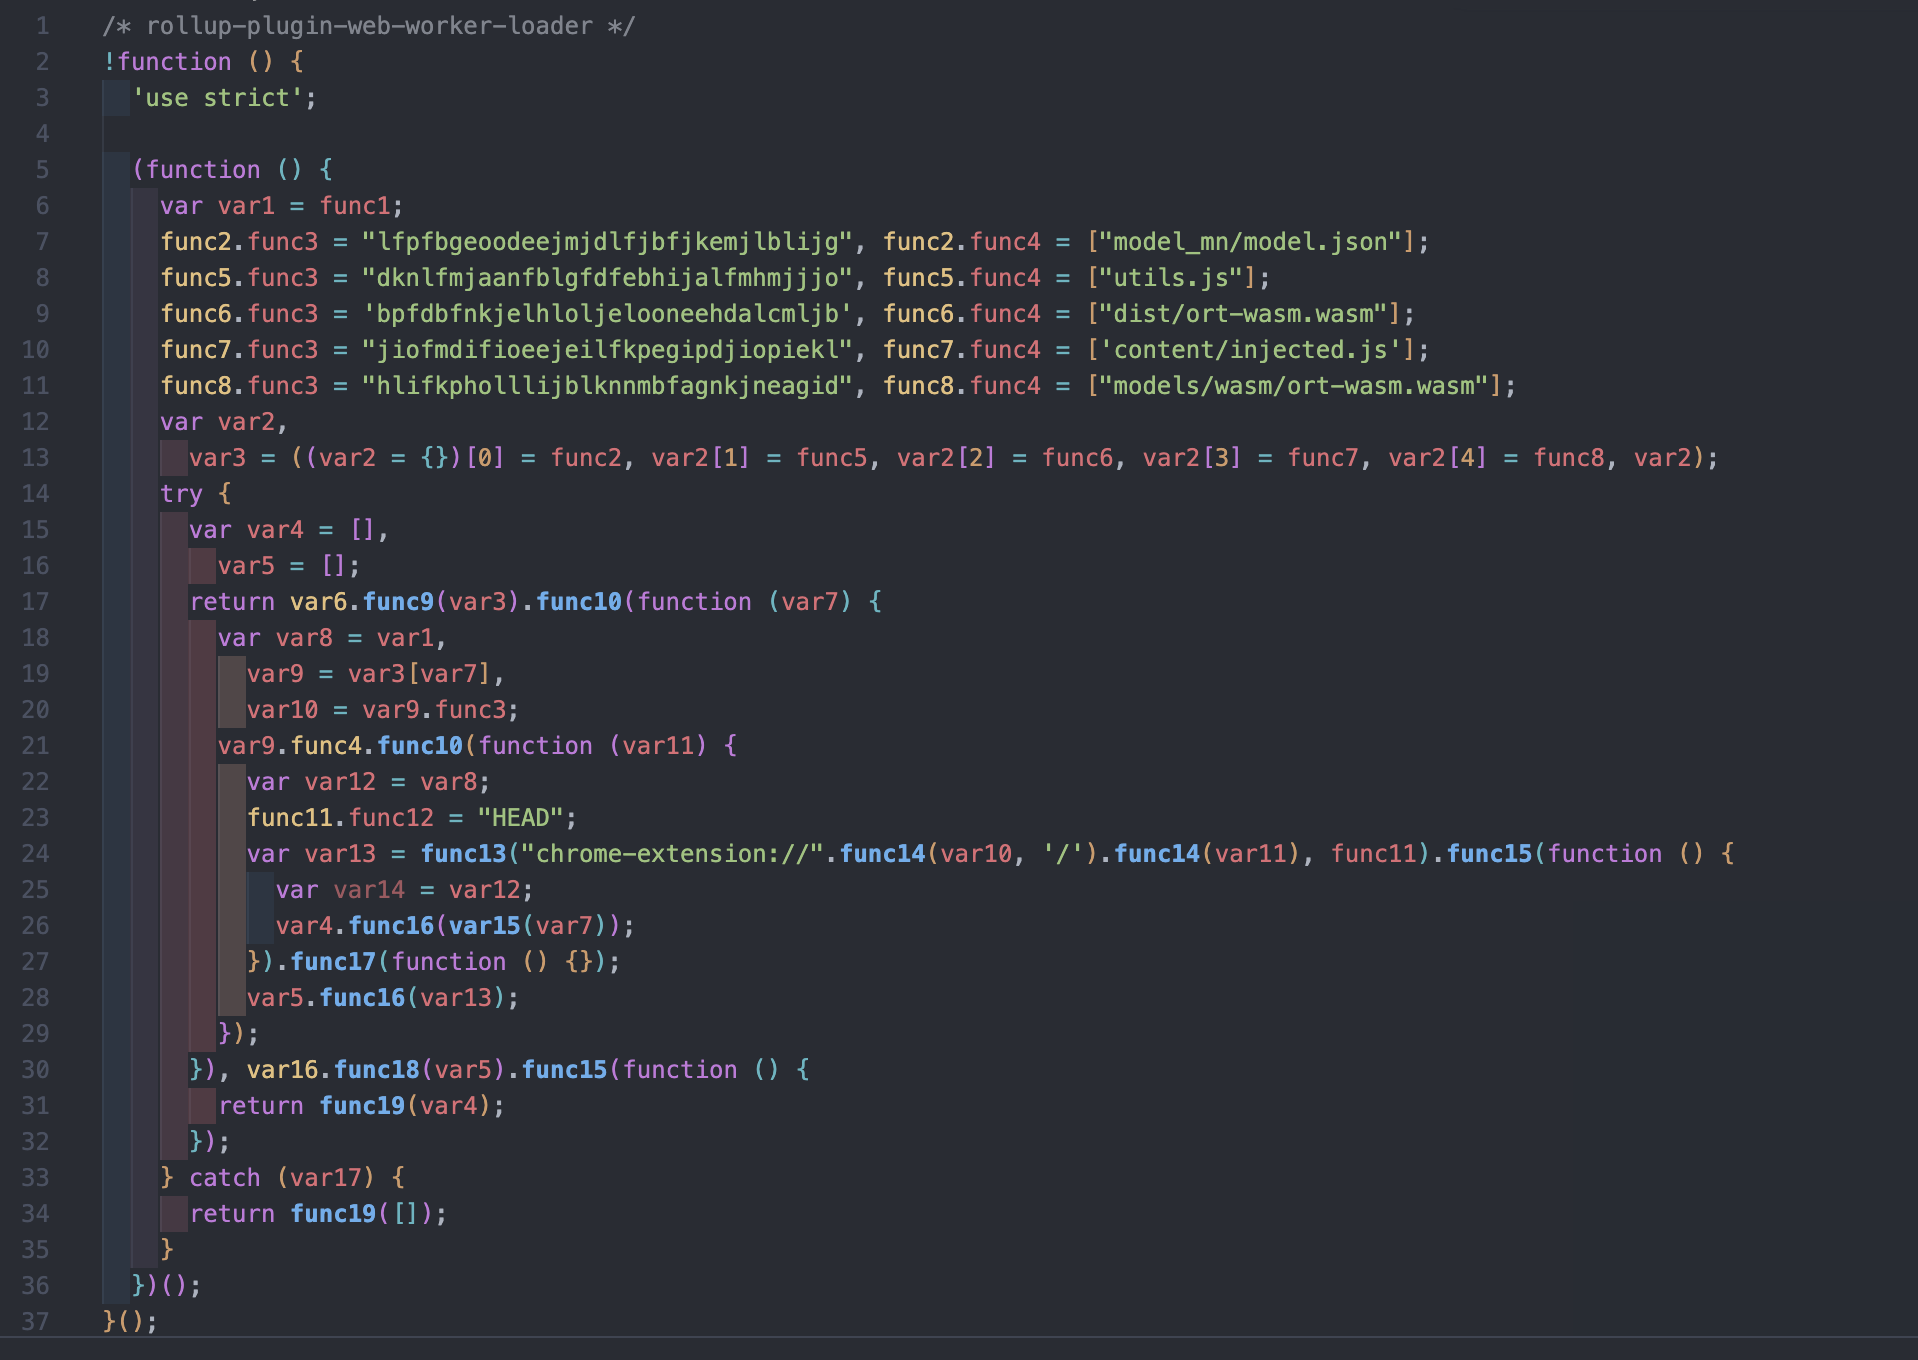 1 /* rollup-plugin-web-worker-loader */
2 !function () {
3   'use strict';
4
5   (function () {
6     var var1 = func1;
7     func2.func3 = "lfpfbgeoodeejmjdlfjbfjkemjlblijg", func2.func4 = ["model_mn/model.json"];
8     func5.func3 = "dknlfmjaanfblgfdfebhijalfmhmjjjo", func5.func4 = ["utils.js"];
9     func6.func3 = 'bpfdbfnkjelhloljelooneehdalcmljb', func6.func4 = ["dist/ort-wasm.wasm"];
10     func7.func3 = "jiofmdifioeejeilfkpegipdjiopiekl", func7.func4 = ['content/injected.js'];
11     func8.func3 = "hlifkpholllijblknnmbfagnkjneagid", func8.func4 = ["models/wasm/ort-wasm.wasm"];
12     var var2,
13       var3 = ((var2 = {})[0] = func2, var2[1] = func5, var2[2] = func6, var2[3] = func7, var2[4] = func8, var2);
14     try {
15       var var4 = [],
16         var5 = [];
17       return var6.func9(var3).func10(function (var7) {
18         var var8 = var1,
19           var9 = var3[var7],
20           var10 = var9.func3;
21         var9.func4.func10(function (var11) {
22           var var12 = var8;
23           func11.func12 = "HEAD";
24           var var13 = func13("chrome-extension://".func14(var10, '/').func14(var11), func11).func15(function () {
25             var var14 = var12;
26             var4.func16(var15(var7));
27           }).func17(function () {});
28           var5.func16(var13);
29         });
30       }), var16.func18(var5).func15(function () {
31         return func19(var4);
32       });
33     } catch (var17) {
34       return func19([]);
35     }
36   })();
37 }();